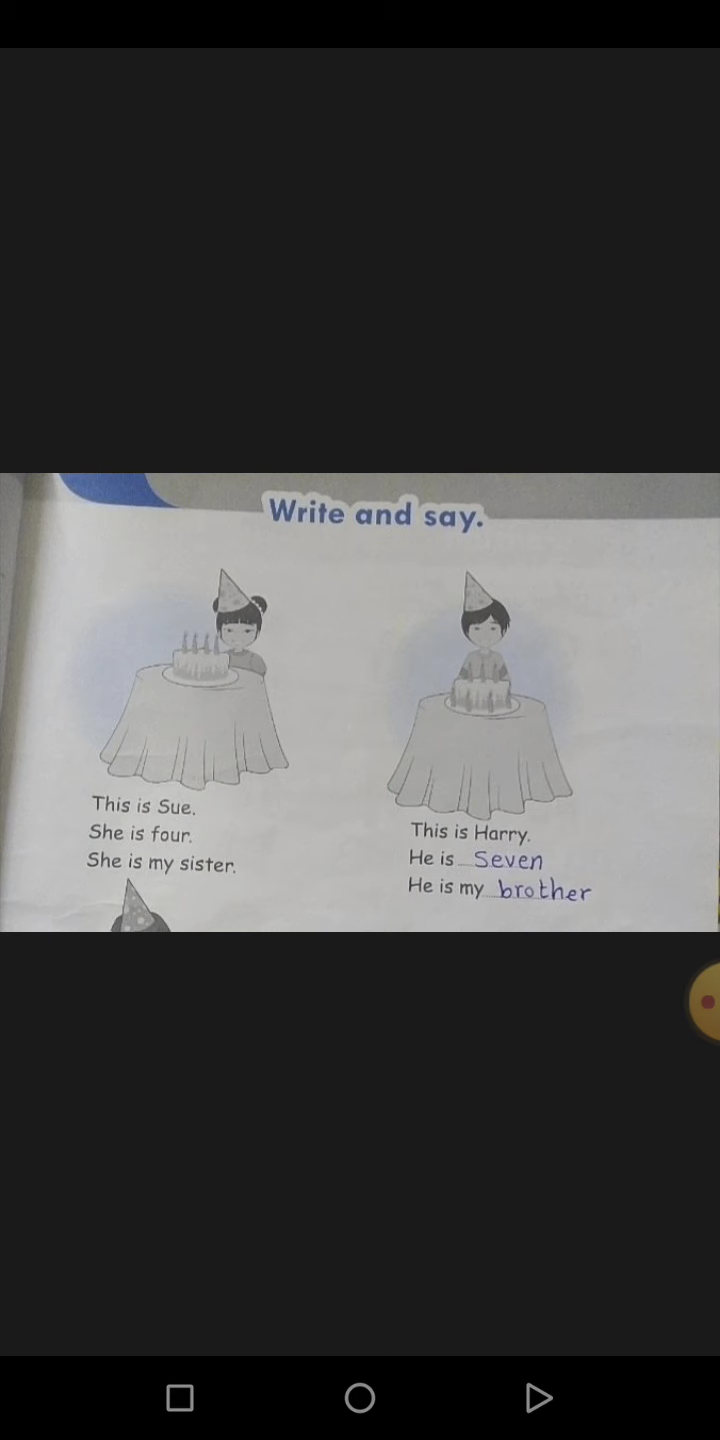 Write and say.
This is Sue.
She is four.
She is my sister.
This is Harry.
He is Seven
He is my brother